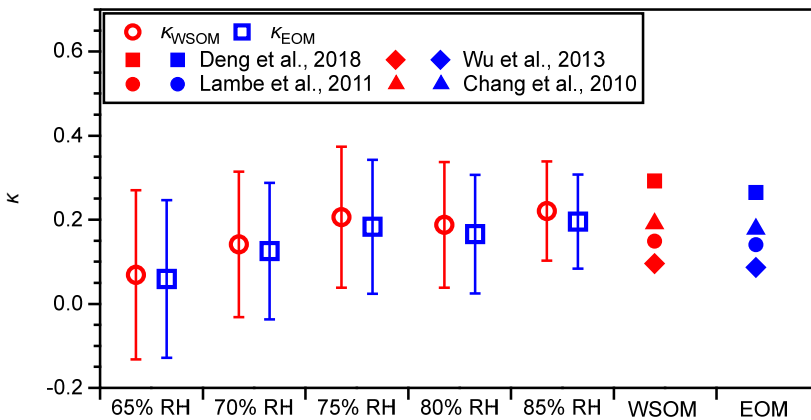 κWSOM κEOM
Deng et al., 2018 Wu et al., 2013
Lambe et al., 2011 Chang et al., 2010
0.6
0.4
0.2
0.0
-0.2
κ
65% RH 70% RH 75% RH 80% RH 85% RH WSOM EOM